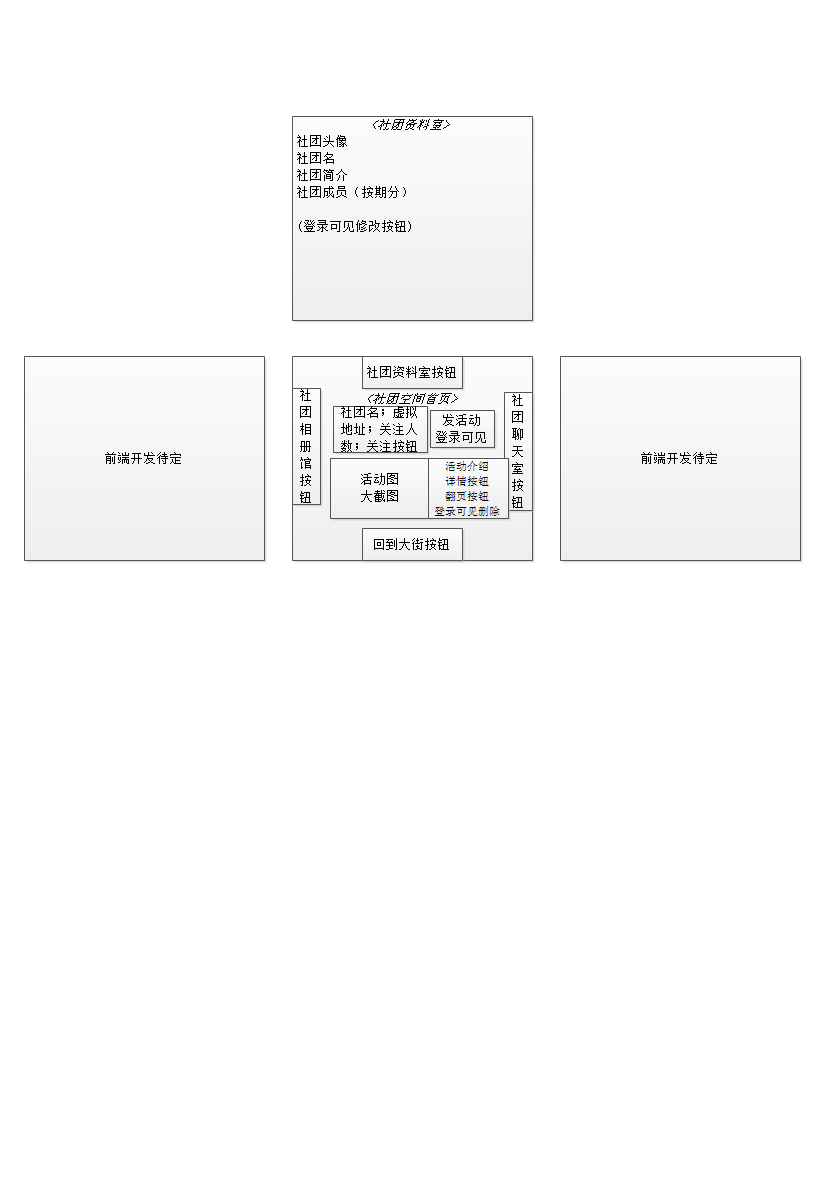 <社团资料室>
社团头像
社团名
社团简介
社团成员（按期分）
(登录可见修改按钮)
前端开发待定
社团资料室按钮
<社团空间首页>
社
团
相
册
馆
按
钮
社团名；虚拟
地址；关注人
数；关注按钮
发活动
登录可见
社
团
聊
天
室
按
钮
活动图
大截图
活动介绍
详情按钮
翻页按钮
登录可见删除
回到大街按钮
前端开发待定